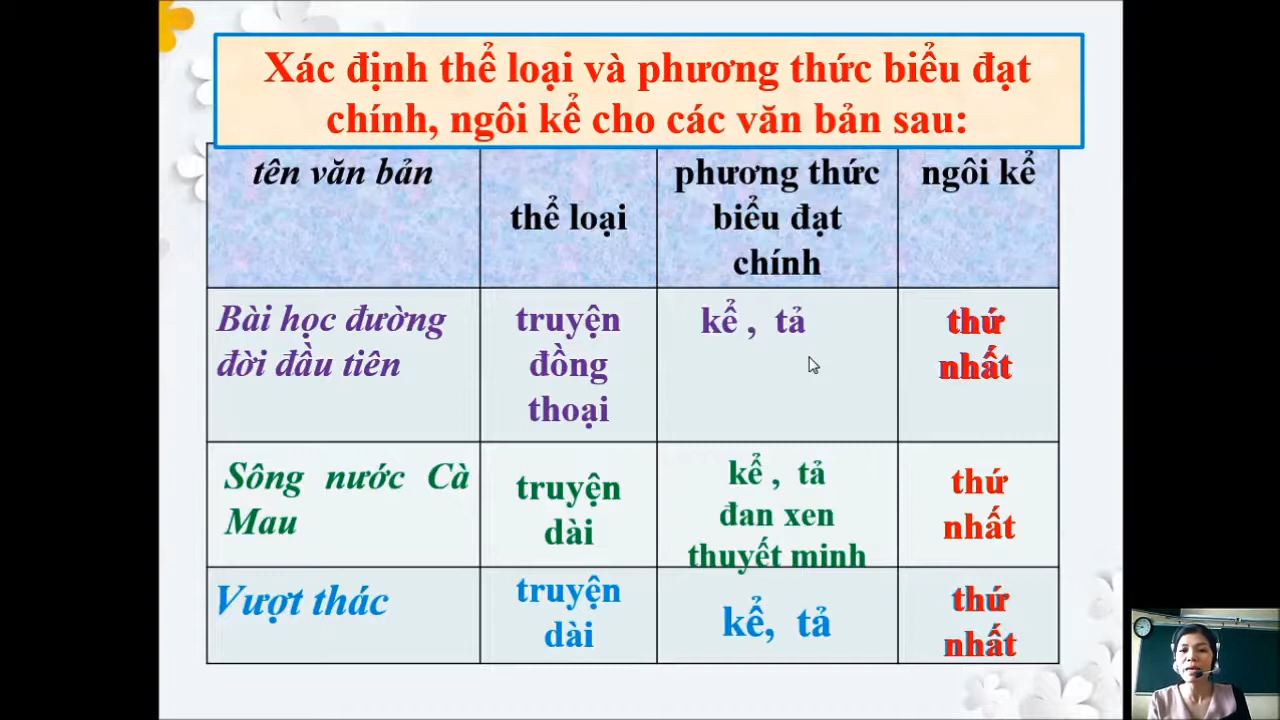 Xác định thể loại và phương thức biểu đạt
chính, ngôi kể cho các văn bản sau:
tên văn bản
thể loại
phương thức
biểu đạt
chính
ngôi kể
Bài học đường
đời đầu tiên
truyện
đồng
thoại
kể , tả
thứ
nhất
Sông nước Cà
Mau
truyện
dài
kể , tả
đan xen
thuyết minh
thứ
nhất
Vượt thác
truyện
dài
kể, tả
thứ
nhất